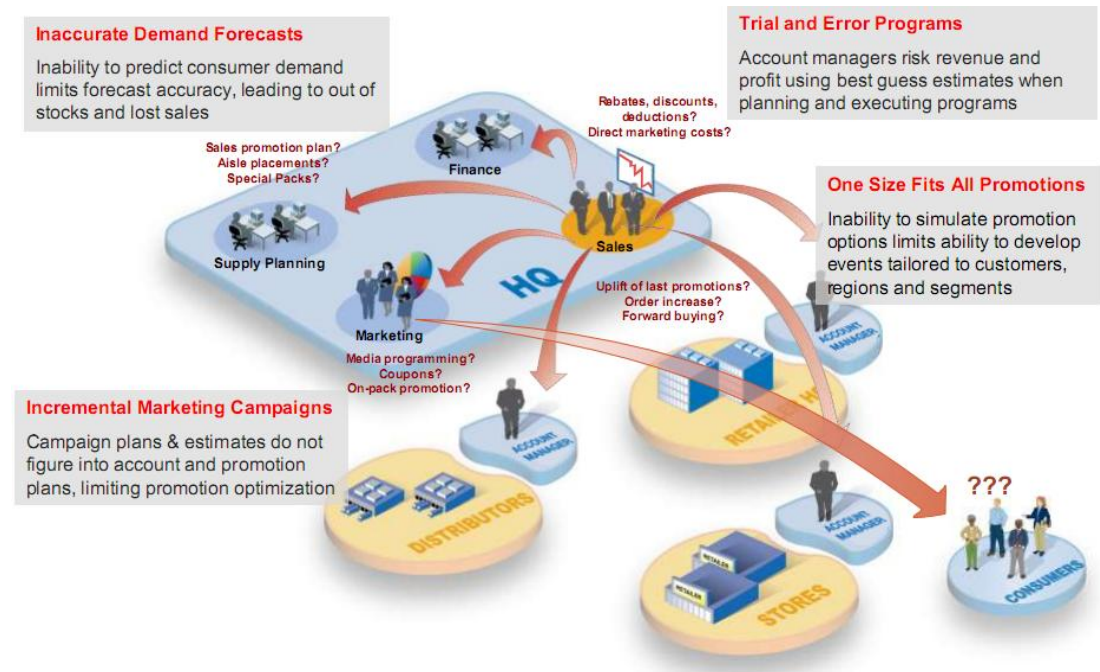 Inaccurate Demand Forecasts
Inability to predict consumer demand
limits forecast accuracy, leading to out of
stocks and lost sales
Trial and Error Programs
Account managers risk revenue and
profit using best guess estimates when
planning and executing programs
Rebates, discounts,
deductions?
Direct marketing costs?
Sales promotion plan?
Aisle placements?
Special Packs?
Finance
One Size Fits All Promotions
Inability to simulate promotion
options limits ability to develop
events tailored to customers,
regions and segments
Sales
Supply Planning
HQ
Uplift of last promotions?
Order increase?
Forward buying?
Marketing
Media programming?
Coupons?
On-pack promotion?
ACCOUNT
MANAGER
Incremental Marketing Campaigns
Campaign plans & estimates do not
figure into account and promotion
plans, limiting promotion optimization
ACCOUNT
MANAGER
RETAILER
DISTRIBUTORS
???
ACCOUNT
MANAGER
RETAILER
RETAILER
STORES
CONSUMERS